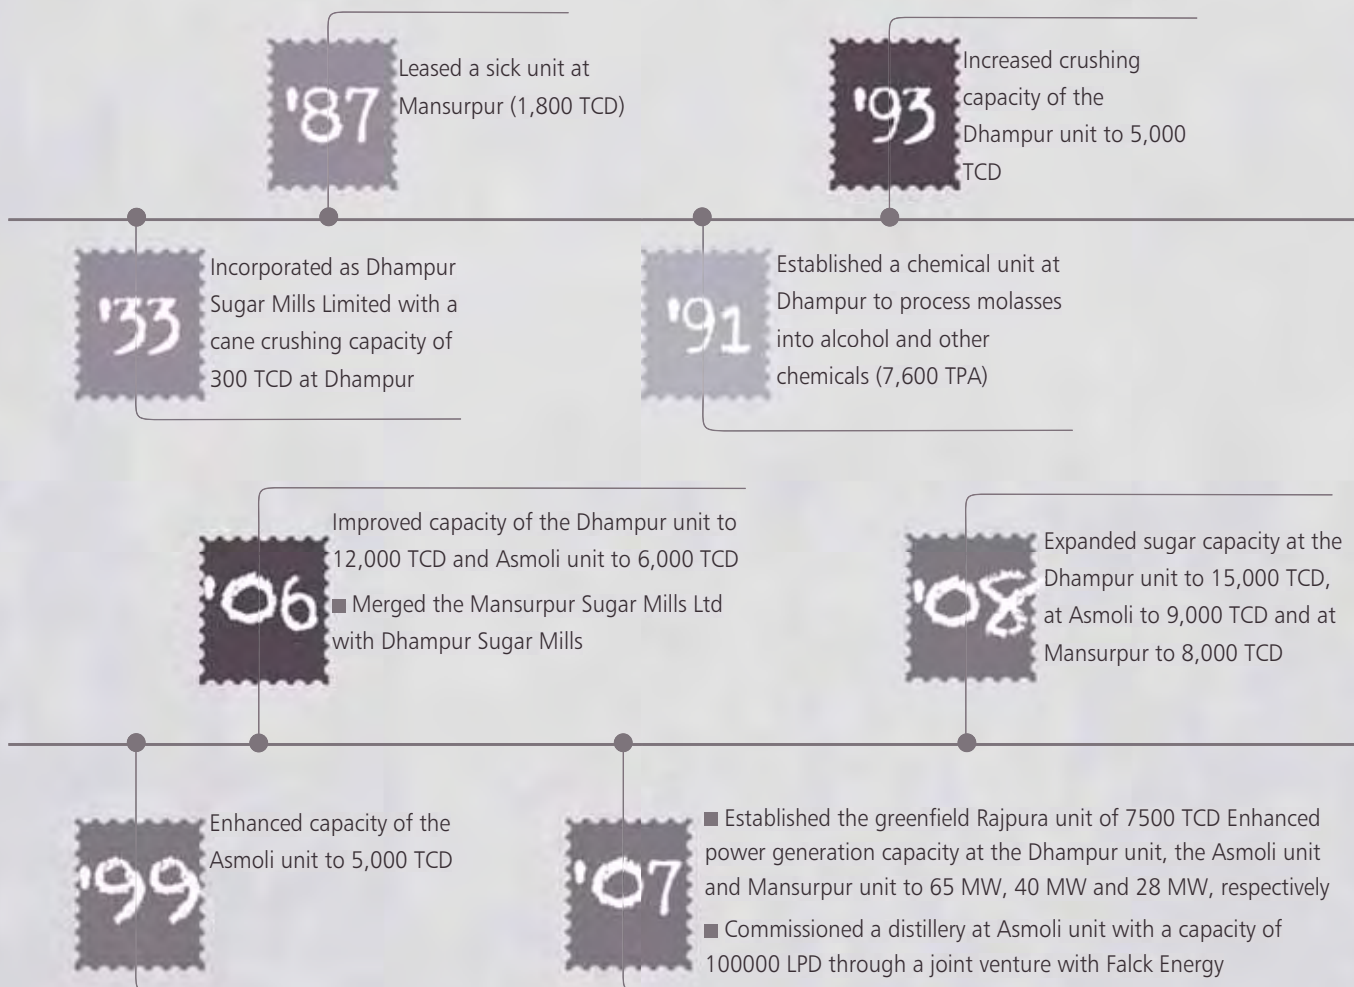 '87
Leased a sick unit at
Mansurpur (1,800 TCD)
'93
Increased crushing
capacity of the
Dhampur unit to 5,000
TCD
'33
Incorporated as Dhampur
Sugar Mills Limited with a
cane crushing capacity of
300 TCD at Dhampur
'91
Established a chemical unit at
Dhampur to process molasses
into alcohol and other
chemicals (7,600 TPA)
'06
Improved capacity of the Dhampur unit to
12,000 TCD and Asmoli unit to 6,000 TCD
■ Merged the Mansurpur Sugar Mills Ltd
with Dhampur Sugar Mills
'08
Expanded sugar capacity at the
Dhampur unit to 15,000 TCD,
at Asmoli to 9,000 TCD and at
Mansurpur to 8,000 TCD
'99
Enhanced capacity of the
Asmoli unit to 5,000 TCD
'07
■ Established the greenfield Rajpura unit of 7500 TCD Enhanced
power generation capacity at the Dhampur unit, the Asmoli unit
and Mansurpur unit to 65 MW, 40 MW and 28 MW, respectively
■ Commissioned a distillery at Asmoli unit with a capacity of
100000 LPD through a joint venture with Falck Energy